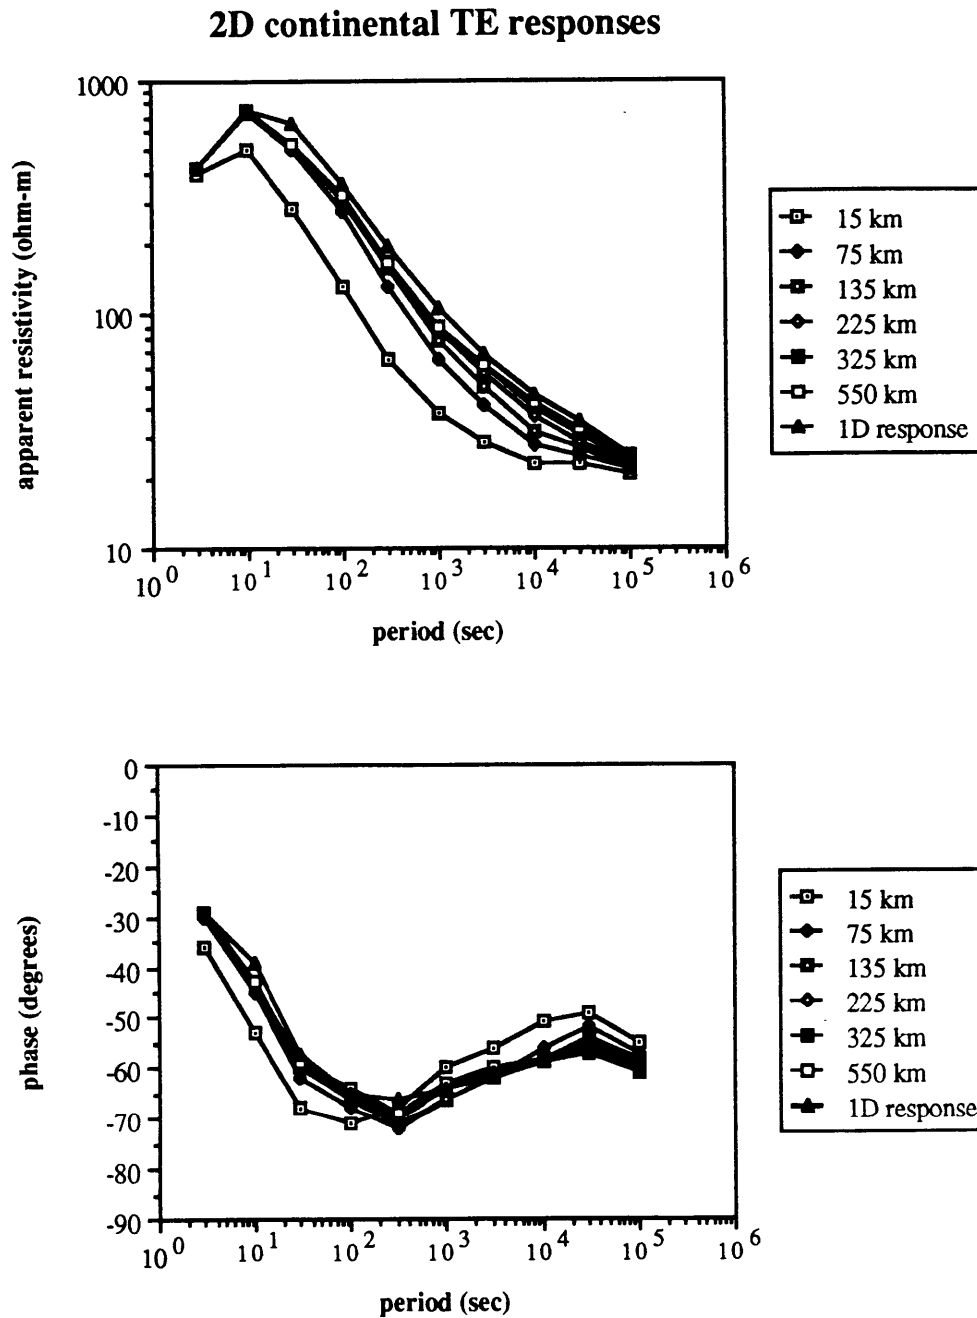 2D continental TE responses
1000
100
10
apparent resistivity (ohm-m)
10^0 10^1 10^2 10^3 10^4 10^5 10^6
period (sec)
15 km
75 km
135 km
225 km
325 km
550 km
1D response
0
-10
-20
-30
-40
-50
-60
-70
-80
-90
phase (degrees)
10^0 10^1 10^2 10^3 10^4 10^5 10^6
period (sec)
15 km
75 km
135 km
225 km
325 km
550 km
1D response